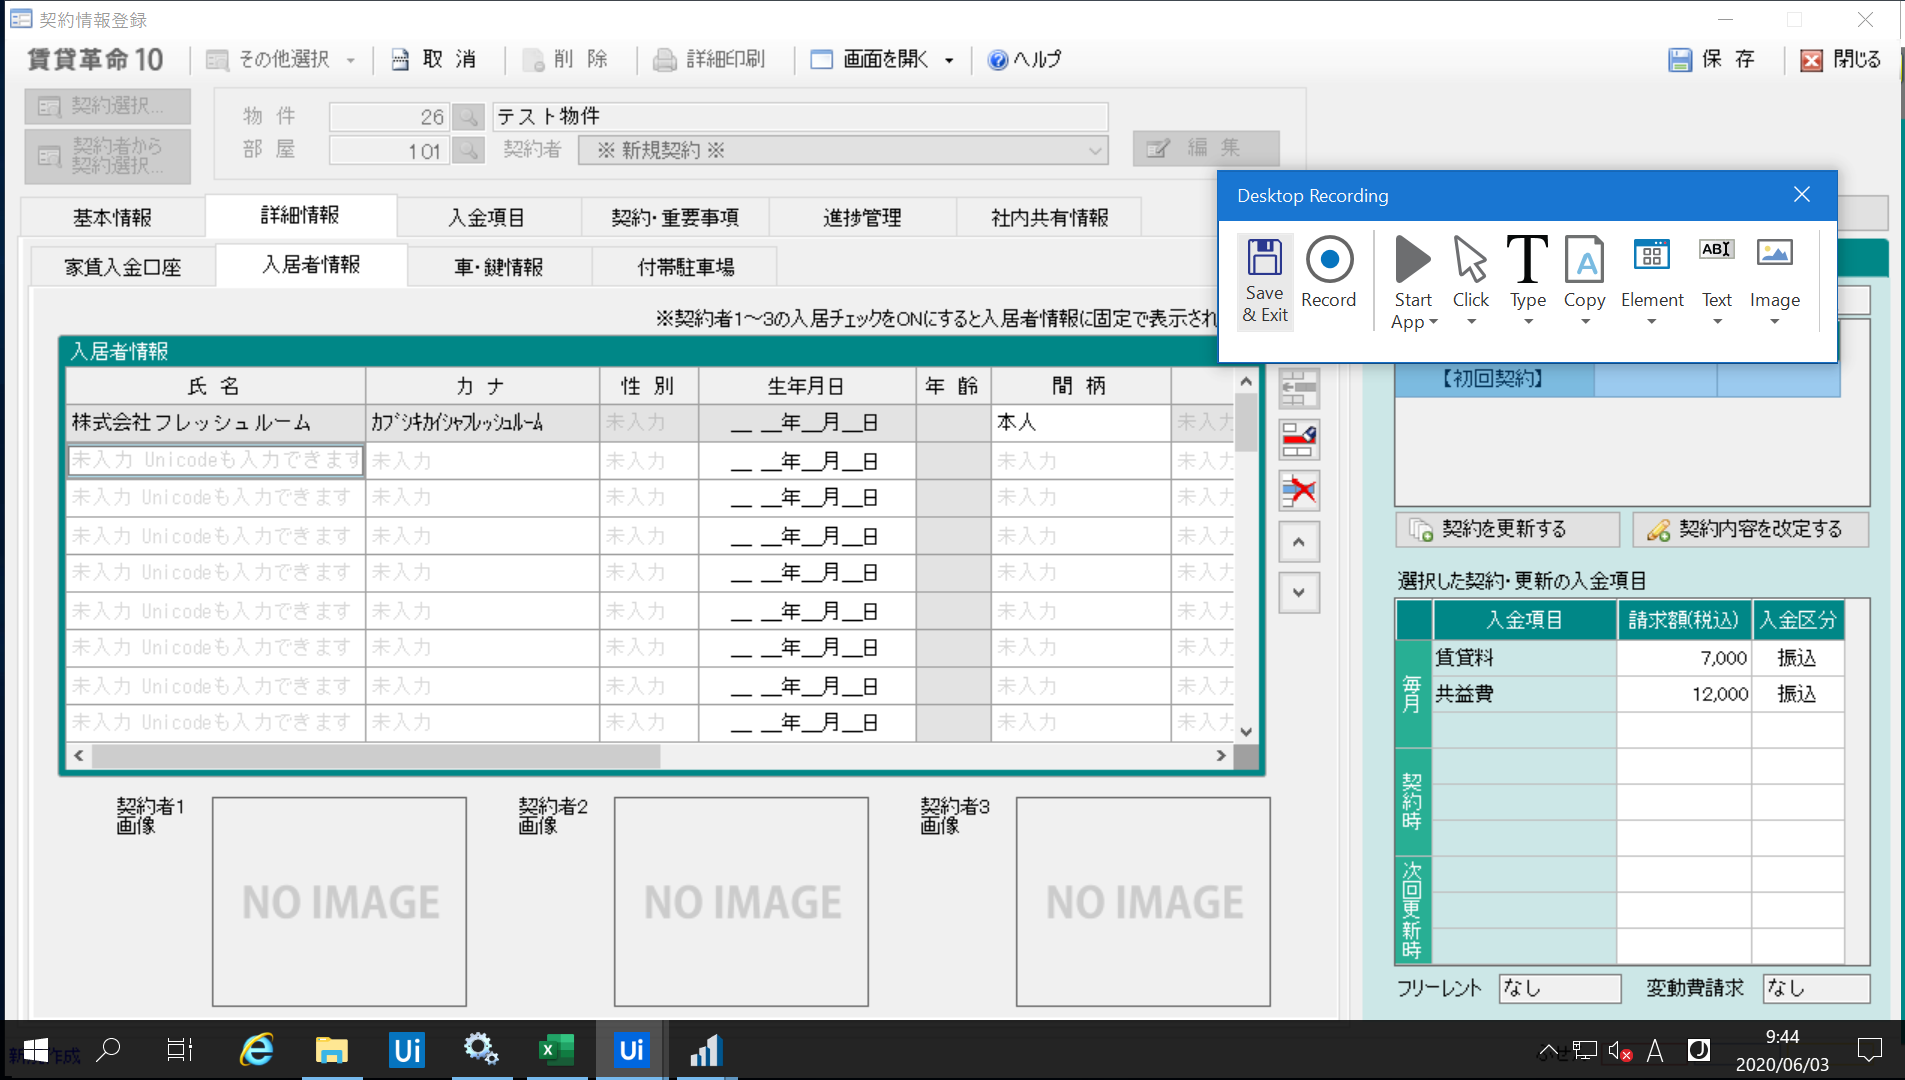 契約情報登録
賃貸革命10 その他選択 取 消 削 除 詳細印刷 画面を開く ヘルプ 保 存 閉じる
契約選択...
契約者から
契約選択...
物 件 26 テスト物件
部 屋 101 契約者 ※ 新規契約 ※ 編 集
基本情報 詳細情報 入金項目 契約・重要事項 進捗管理 社内共有情報
家賃入金口座 入居者情報 車・鍵情報 付帯駐車場
Desktop Recording
Save
& Exit
Record
Start
App
Click
Type
Copy
Element
Text
Image
※契約者1～3の入居チェックをONにすると入居者情報に固定で表示され
入居者情報
氏 名 カ ナ 性 別 生年月日 年 齢 間 柄
株式会社フレッシュルーム ｶﾌﾞｼｷｶｲｼｬﾌﾚｯｼｭﾙｰﾑ 未入力 __ __年__月__日 本人 未入力
未入力 Unicodeも入力できます 未入力 未入力 __ __年__月__日 未入力 未入力
未入力 Unicodeも入力できます 未入力 未入力 __ __年__月__日 未入力 未入力
未入力 Unicodeも入力できます 未入力 未入力 __ __年__月__日 未入力 未入力
未入力 Unicodeも入力できます 未入力 未入力 __ __年__月__日 未入力 未入力
未入力 Unicodeも入力できます 未入力 未入力 __ __年__月__日 未入力 未入力
未入力 Unicodeも入力できます 未入力 未入力 __ __年__月__日 未入力 未入力
未入力 Unicodeも入力できます 未入力 未入力 __ __年__月__日 未入力 未入力
未入力 Unicodeも入力できます 未入力 未入力 __ __年__月__日 未入力 未入力
契約者1
画像
NO IMAGE
契約者2
画像
NO IMAGE
契約者3
画像
NO IMAGE
【初回契約】
契約を更新する 契約内容を改定する
選択した契約・更新の入金項目
入金項目 請求額(税込) 入金区分
毎月
賃貸料 7,000 振込
共益費 12,000 振込
契約時
次回更新時
フリーレント なし 変動費請求 なし
9:44
2020/06/03